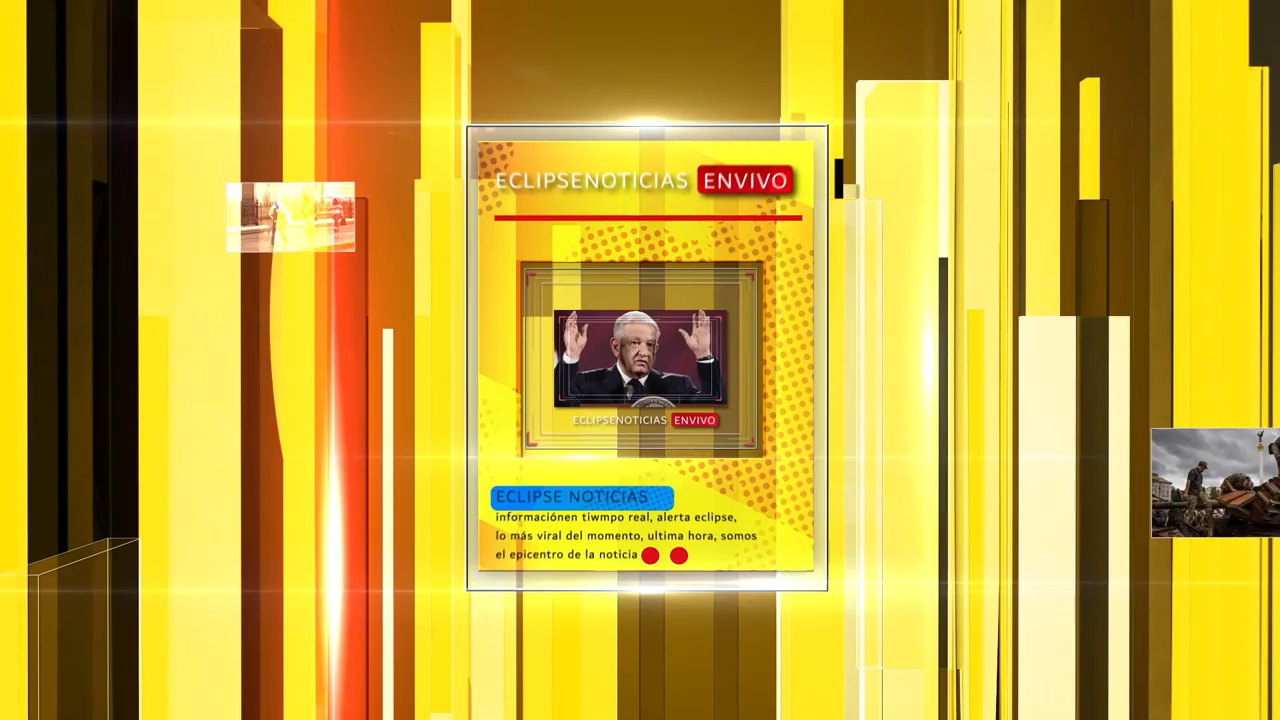 ECLIPSENOTICIAS ENVIVO
ECLIPSENOTICIAS ENVIVO
ECLIPSE NOTICIAS
informaciónen tiwmpo real, alerta eclipse,
lo más viral del momento, ultima hora, somos
el epicentro de la noticia